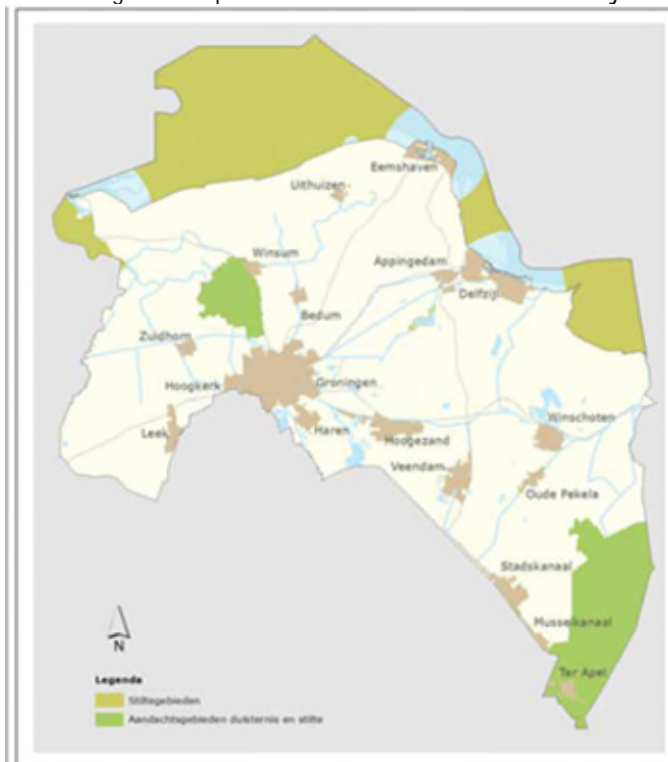 Eemshaven
Uithuizen
Winsum
Appingedam
Delfzijl
Bedum
Zuidhorn
Hoogkerk
Groningen
Leek
Haren
Hoogezand
Winschoten
Veendam
Oude Pekela
Stadskanaal
Musselkanaal
Ter Apel
N
Legenda
Stiltegebieden
Aandachtsgebieden duisternis en stilte